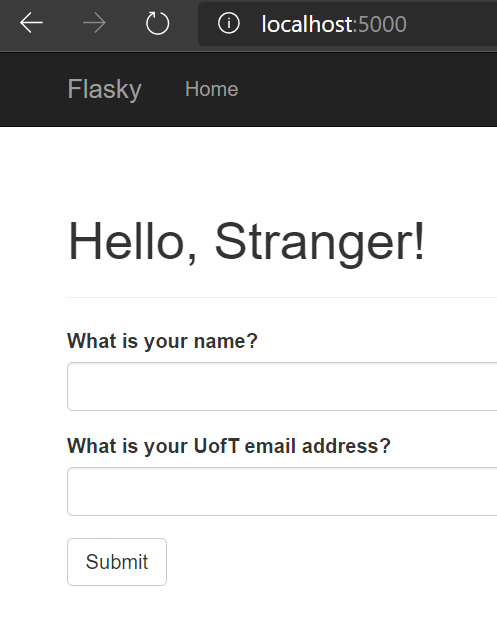 localhost:5000
Flasky Home
Hello, Stranger!
What is your name?
What is your UofT email address?
Submit